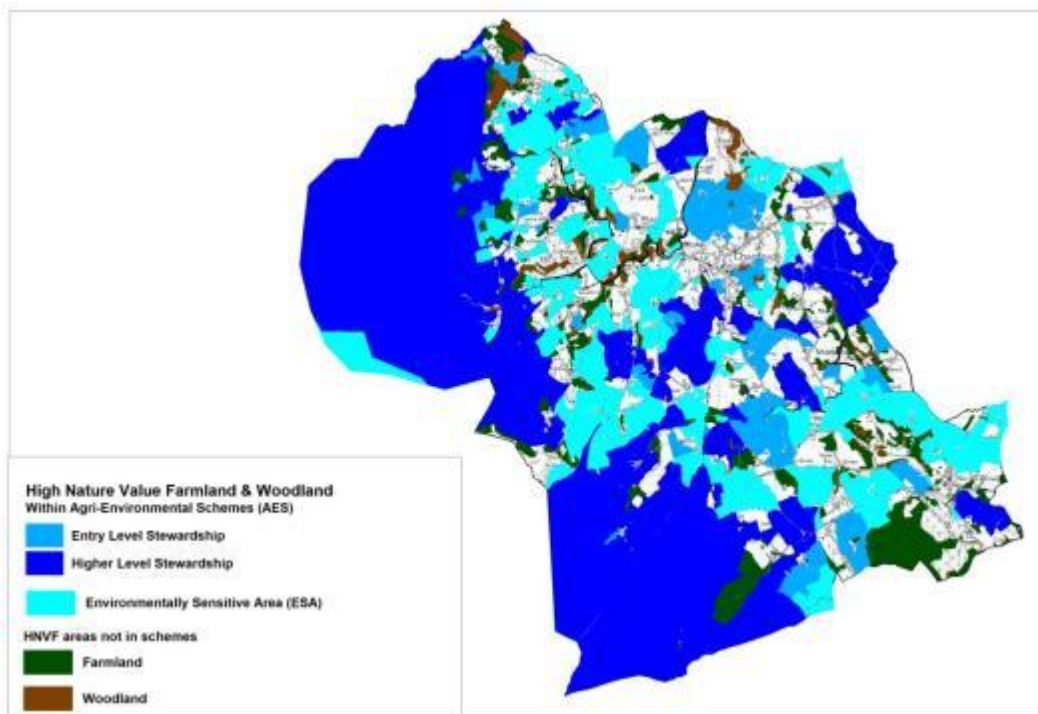 High Nature Value Farmland & Woodland
Within Agri-Environmental Schemes (AES)
Entry Level Stewardship
Higher Level Stewardship
Environmentally Sensitive Area (ESA)
HNVF areas not in schemes
Farmland
Woodland